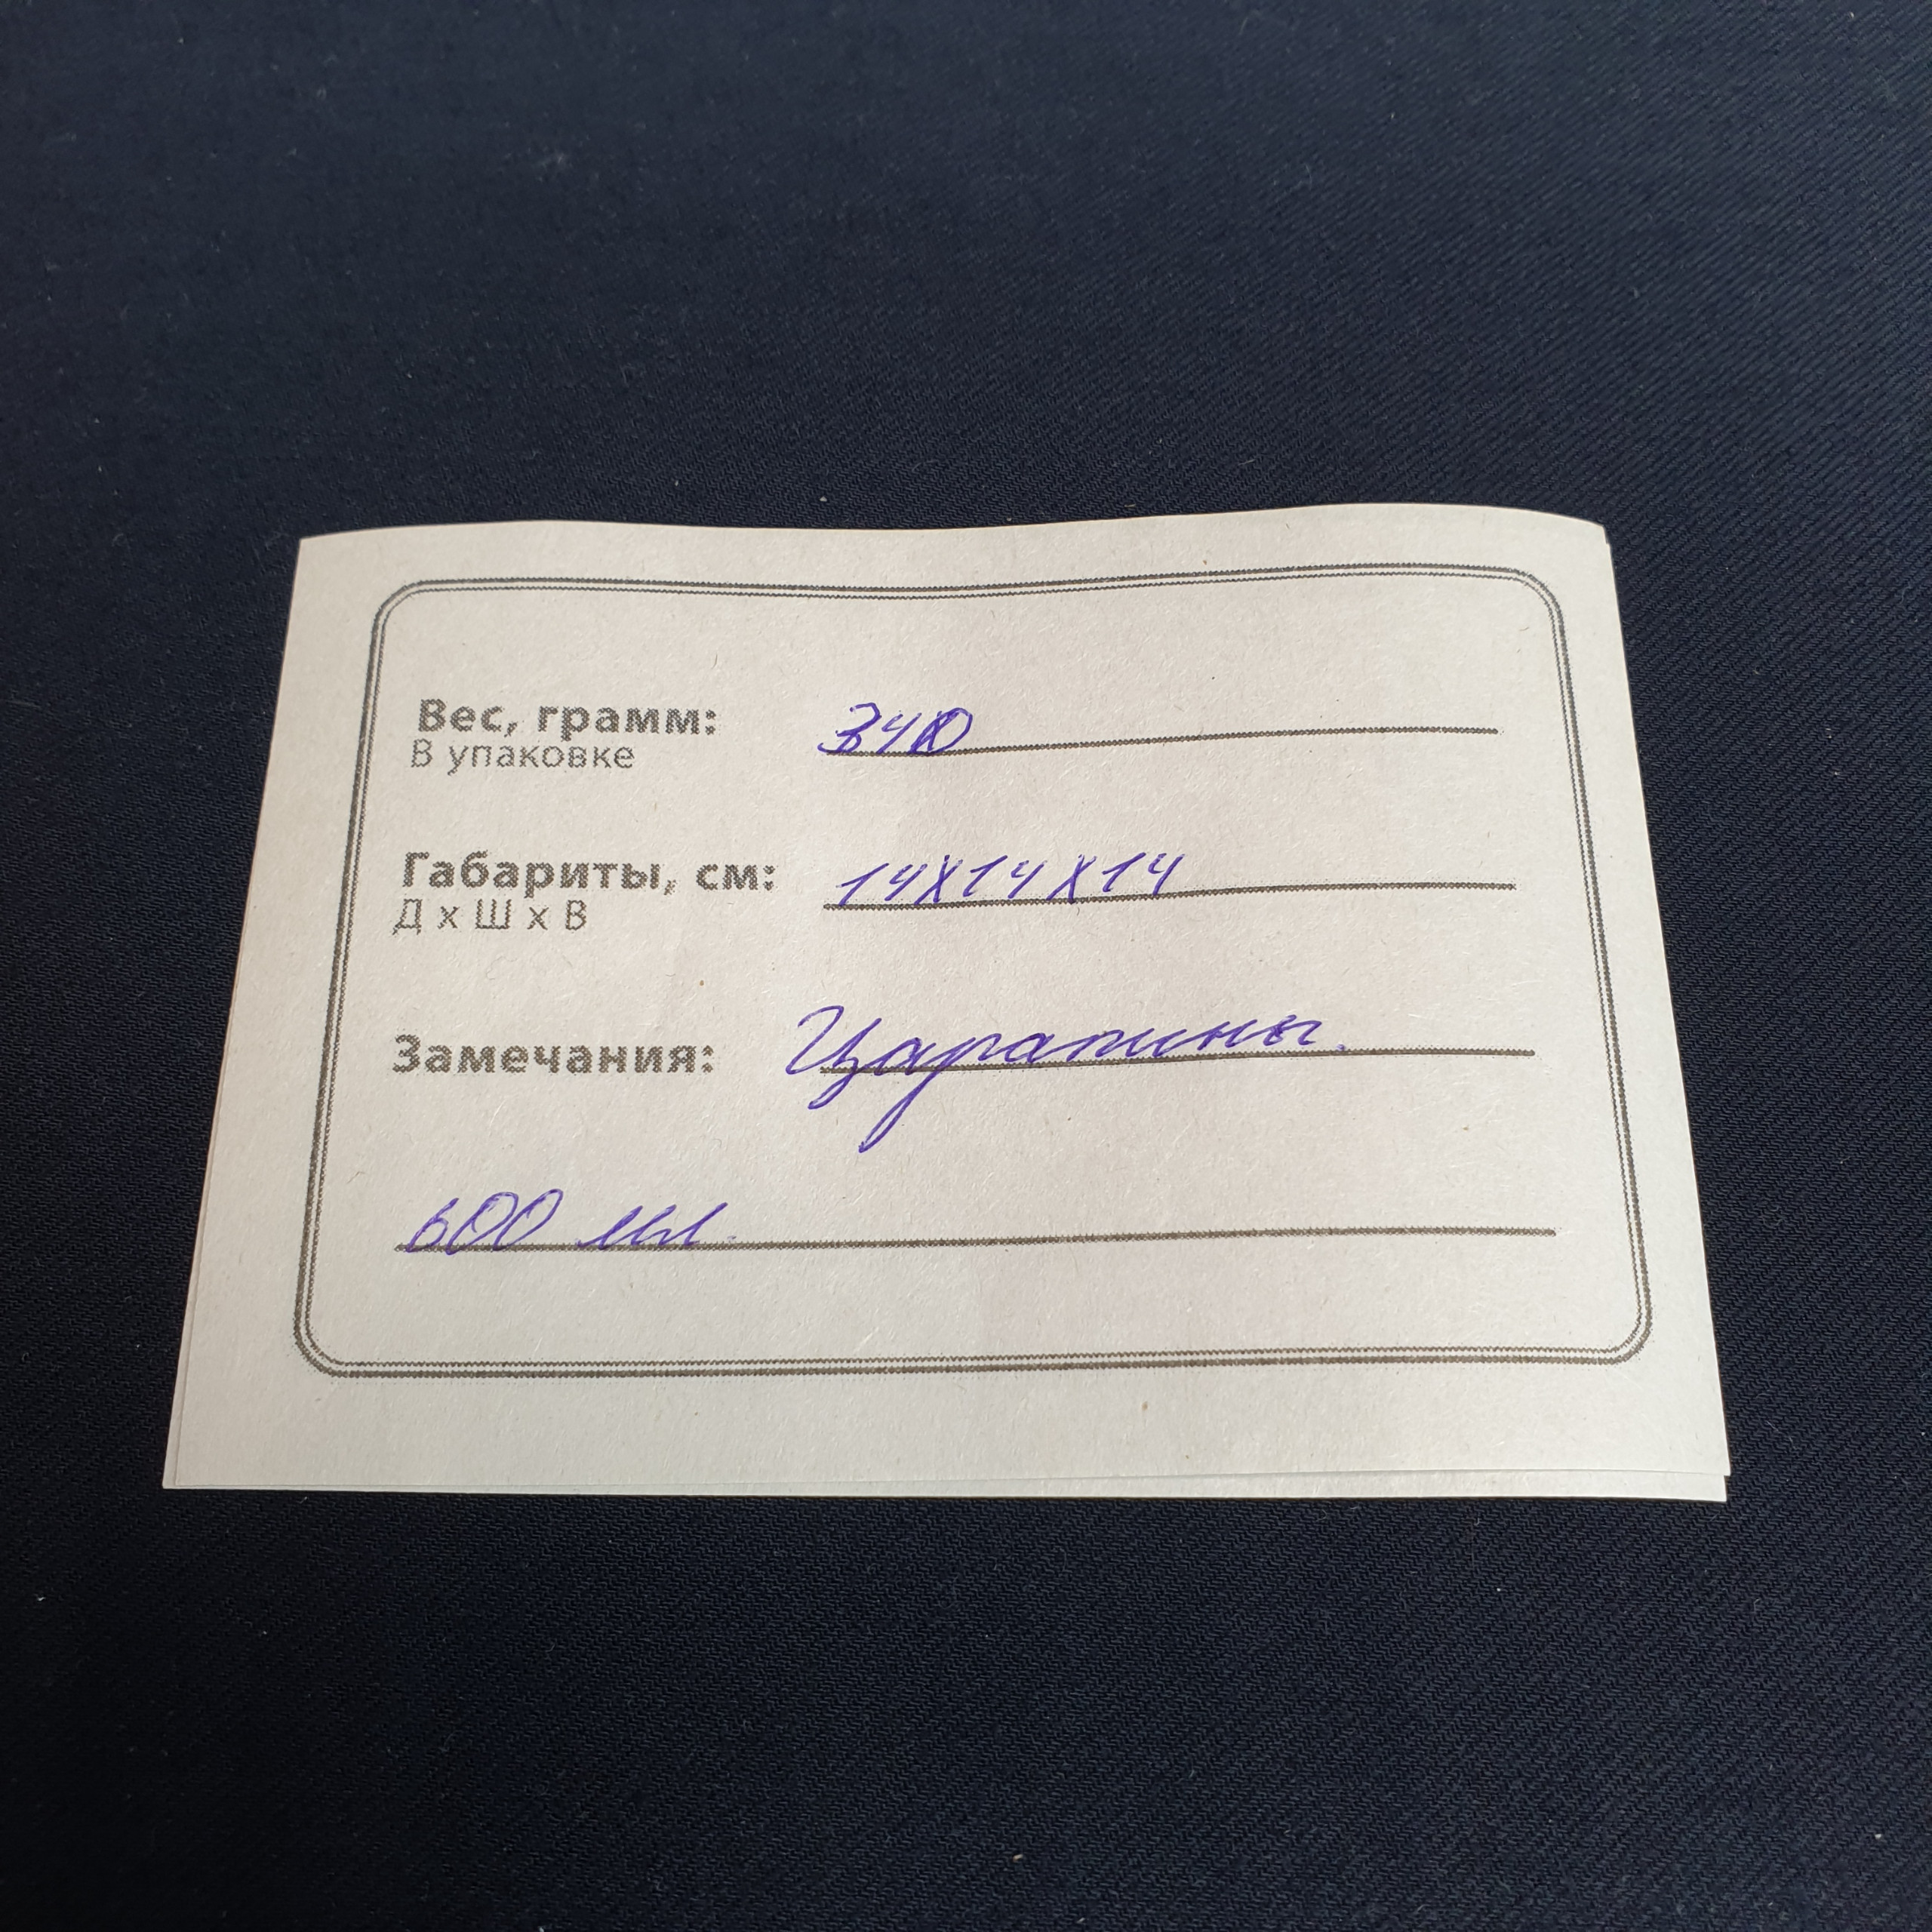 Вес, грамм: 340
В упаковке
Габариты, см: 14X14X14
Д x Ш x В
Замечания: Царапины.
600 мл.